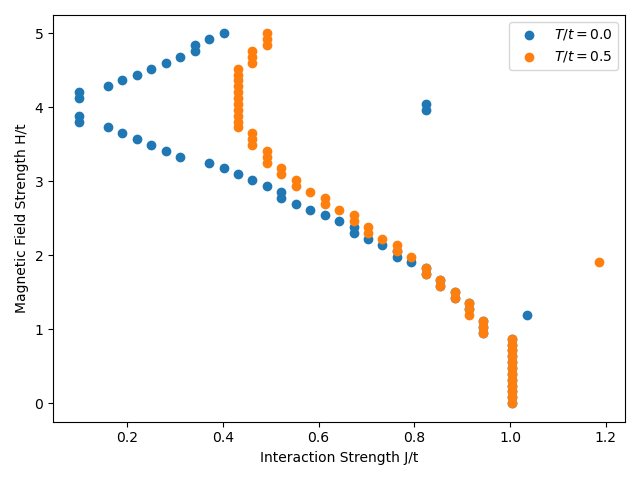 T/t = 0.0
T/t = 0.5
Magnetic Field Strength H/t
5
4
3
2
1
0
0.2 0.4 0.6 0.8 1.0 1.2
Interaction Strength J/t